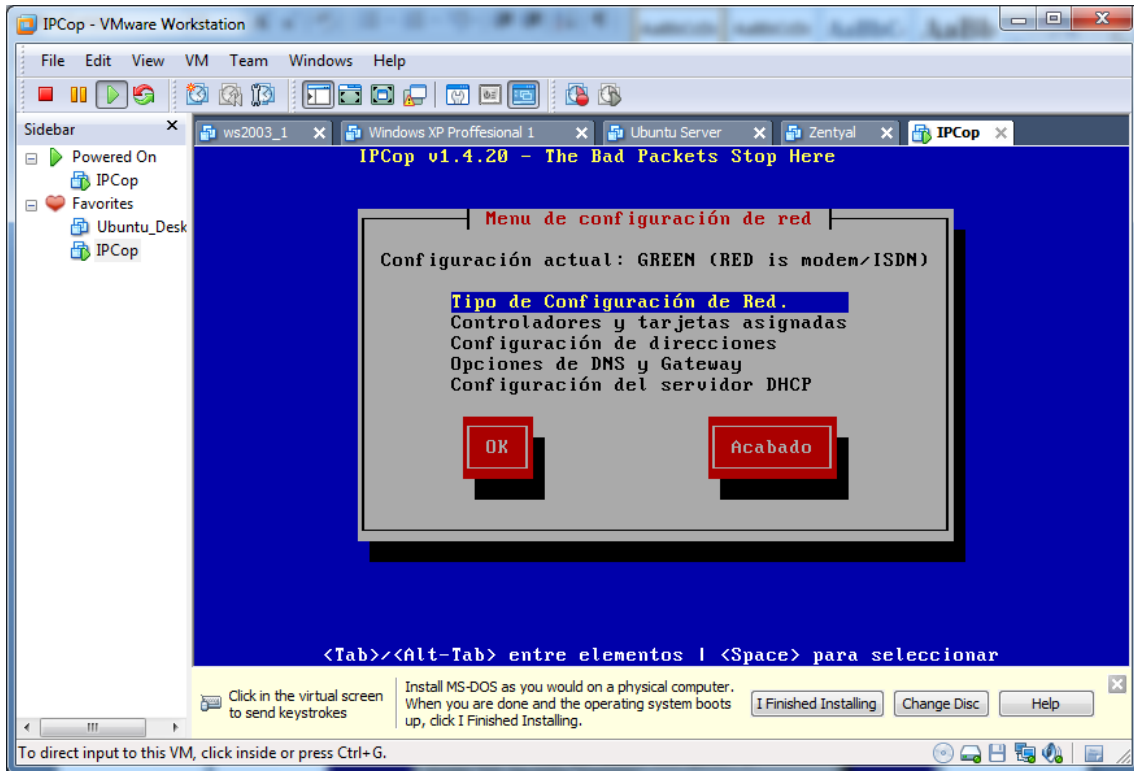 IPCop - VMware Workstation
File Edit View VM Team Windows Help
Sidebar
Powered On
IPCop
Favorites
Ubuntu_Desk
IPCop
ws2003_1
Windows XP Proffesional 1
Ubuntu Server
Zentyal
IPCop
IPCop v1.4.20 - The Bad Packets Stop Here
Menu de configuración de red
Configuración actual: GREEN (RED is modem/ISDN)
Tipo de Configuración de Red.
Controladores y tarjetas asignadas
Configuración de direcciones
Opciones de DNS y Gateway
Configuración del servidor DHCP
OK
Acabado
<Tab>/<Alt-Tab> entre elementos | <Space> para seleccionar
Click in the virtual screen
to send keystrokes
Install MS-DOS as you would on a physical computer.
When you are done and the operating system boots
up, click I Finished Installing.
I Finished Installing
Change Disc
Help
To direct input to this VM, click inside or press Ctrl+G.